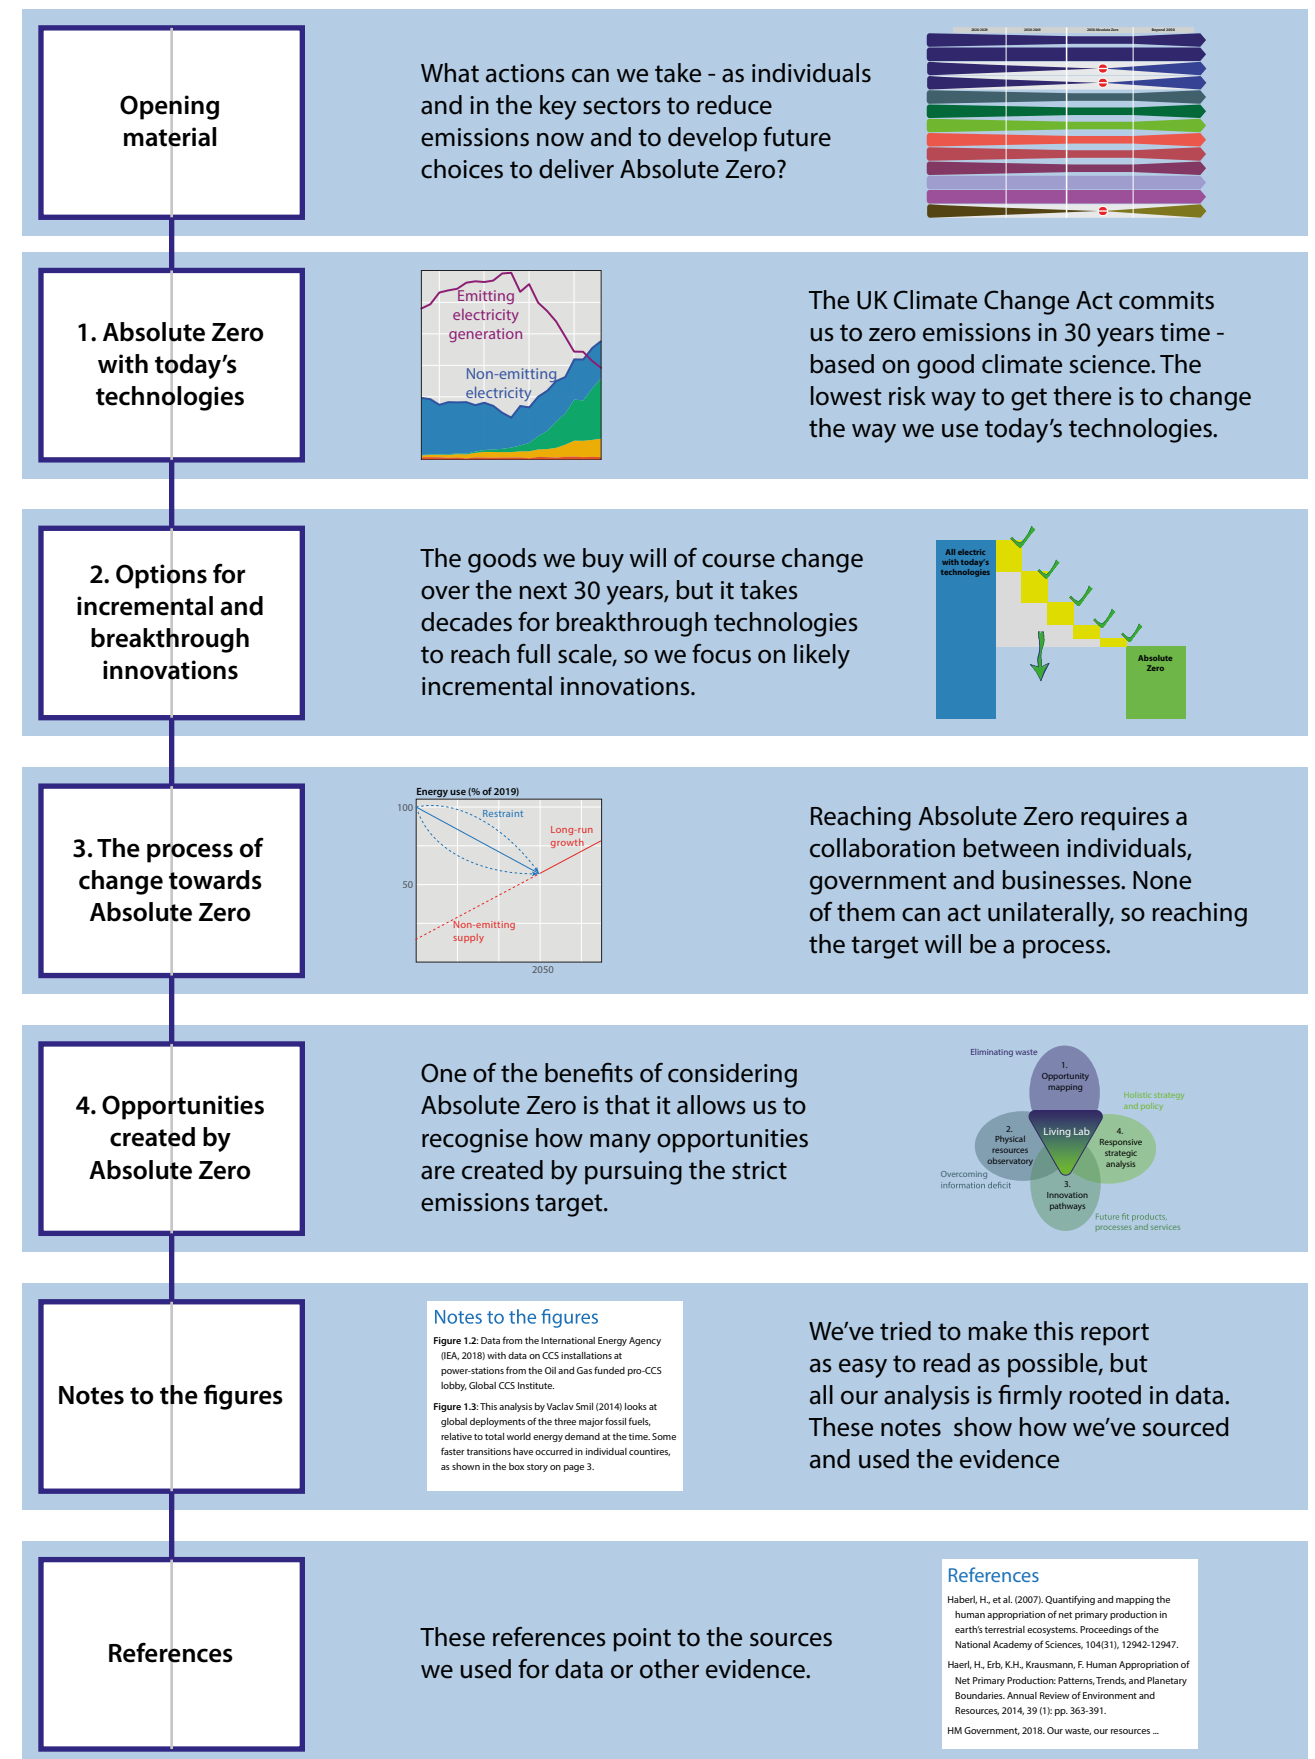 Opening
material
What actions can we take - as individuals
and in the key sectors to reduce
emissions now and to develop future
choices to deliver Absolute Zero?
2020-2029
2030-2049
2050 Absolute Zero
Beyond 2050
1. Absolute Zero
with today’s
technologies
Emitting
electricity
generation
Non-emitting
electricity
The UK Climate Change Act commits
us to zero emissions in 30 years time -
based on good climate science. The
lowest risk way to get there is to change
the way we use today’s technologies.
2. Options for
incremental and
breakthrough
innovations
The goods we buy will of course change
over the next 30 years, but it takes
decades for breakthrough technologies
to reach full scale, so we focus on likely
incremental innovations.
All electric
with today's
technologies
Absolute
Zero
3. The process of
change towards
Absolute Zero
Energy use (% of 2019)
100
50
Restraint
Long-run
growth
Non-emitting
supply
2050
Reaching Absolute Zero requires a
collaboration between individuals,
government and businesses. None
of them can act unilaterally, so reaching
the target will be a process.
4. Opportunities
created by
Absolute Zero
One of the benefits of considering
Absolute Zero is that it allows us to
recognise how many opportunities
are created by pursuing the strict
emissions target.
Eliminating waste
1.
Opportunity
mapping
Holistic strategy
and policy
Living Lab
2.
Physical
resources
observatory
4.
Responsive
strategic
analysis
Overcoming
information deficit
3.
Innovation
pathways
Future fit products,
processes and services
Notes to the figures
Notes to the figures
Figure 1.2: Data from the International Energy Agency
(IEA, 2018) with data on CCS installations at
power-stations from the Oil and Gas funded pro-CCS
lobby, Global CCS Institute.
Figure 1.3: This analysis by Vaclav Smil (2014) looks at
global deployments of the three major fossil fuels,
relative to total world energy demand at the time. Some
faster transitions have occurred in individual countires,
as shown in the box story on page 3.
We’ve tried to make this report
as easy to read as possible, but
all our analysis is firmly rooted in data.
These notes  show how we’ve sourced
and used the evidence
References
These references point to the sources
we used for data or other evidence.
References
Haberl, H., et al. (2007). Quantifying and mapping the
human appropriation of net primary production in
earth’s terrestrial ecosystems. Proceedings of the
National Academy of Sciences, 104(31), 12942-12947.
Haerl, H., Erb, K.H., Krausmann, F. Human Appropriation of
Net Primary Production: Patterns, Trends, and Planetary
Boundaries. Annual Review of Environment and
Resources, 2014, 39 (1): pp. 363-391.
HM Government, 2018. Our waste, our resources ...